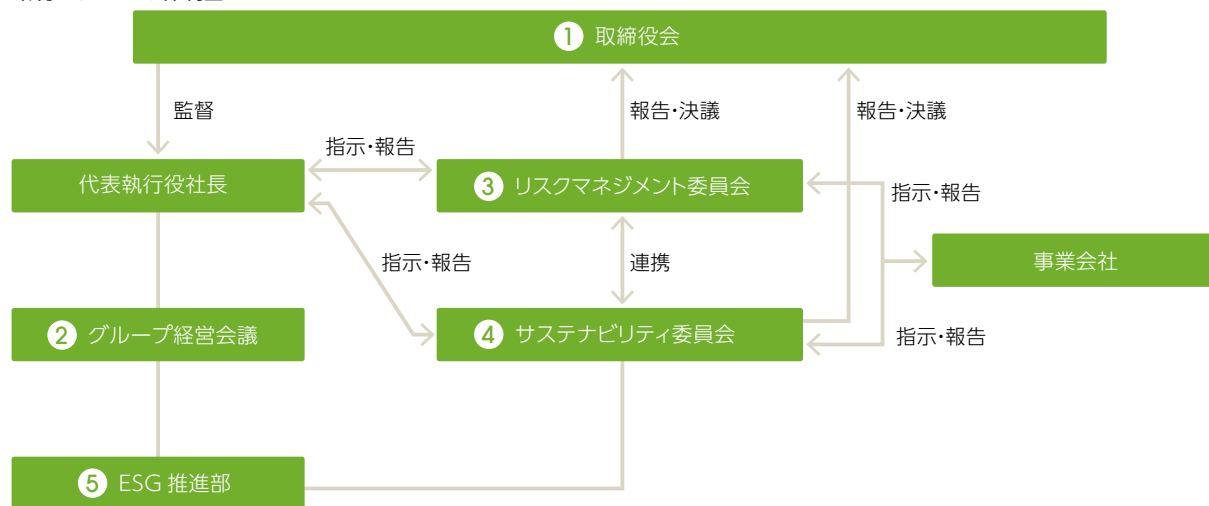 ① 取締役会
監督
報告・決議
報告・決議
指示・報告
代表執行役社長
③ リスクマネジメント委員会
指示・報告
指示・報告
連携
事業会社
② グループ経営会議
④ サステナビリティ委員会
指示・報告
⑤ ESG 推進部